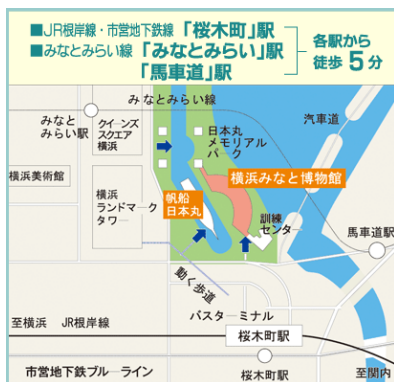 ■JR根岸線・市営地下鉄線「桜木町」駅
■みなとみらい線「みなとみらい」駅
「馬車道」駅
各駅から
徒歩5分
みなとみらい線
みなと
みらい駅
クイーンズ
スクエア
横浜
日本丸
メモリアル
パーク
汽車道
横浜美術館
横浜みなと博物館
横浜
ランドマーク
タワー
帆船
日本丸
訓練
センター
馬車道駅
動く歩道
バスターミナル
至横浜 JR根岸線
桜木町駅
市営地下鉄ブルーライン
桜木町駅
至関内